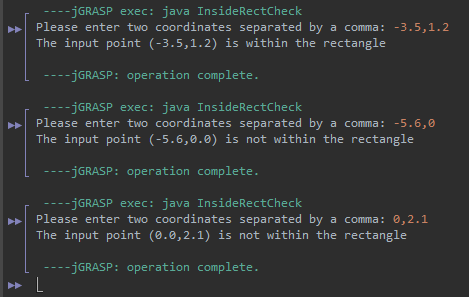 ----jGRASP exec: java InsideRectCheck
Please enter two coordinates separated by a comma: -3.5,1.2
The input point (-3.5,1.2) is within the rectangle
----jGRASP: operation complete.
----jGRASP exec: java InsideRectCheck
Please enter two coordinates separated by a comma: -5.6,0
The input point (-5.6,0.0) is not within the rectangle
----jGRASP: operation complete.
----jGRASP exec: java InsideRectCheck
Please enter two coordinates separated by a comma: 0,2.1
The input point (0.0,2.1) is not within the rectangle
----jGRASP: operation complete.